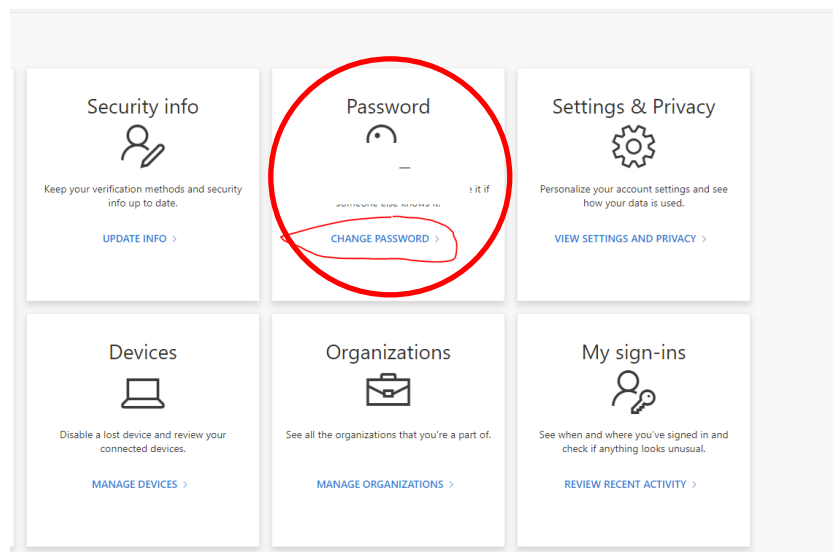 Security info
Keep your verification methods and security
info up to date.
UPDATE INFO >
Password
it if
someone else knows it.
CHANGE PASSWORD >
Settings & Privacy
Personalize your account settings and see
how your data is used.
VIEW SETTINGS AND PRIVACY >
Devices
Disable a lost device and review your
connected devices.
MANAGE DEVICES >
Organizations
See all the organizations that you're a part of.
MANAGE ORGANIZATIONS >
My sign-ins
See when and where you've signed in and
check if anything looks unusual.
REVIEW RECENT ACTIVITY >